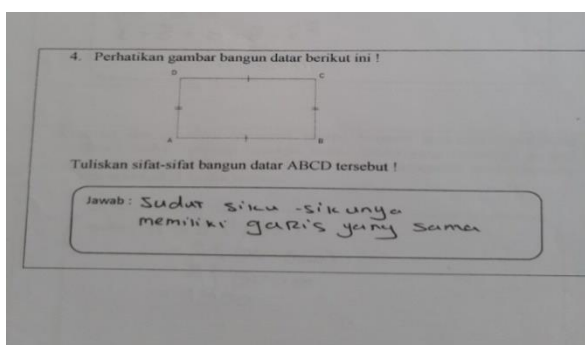 4. Perhatikan gambar bangun datar berikut ini !
D
C
A
B
Tuliskan sifat-sifat bangun datar ABCD tersebut !
Jawab : Sudut siku-sikunya
memiliki garis yang sama